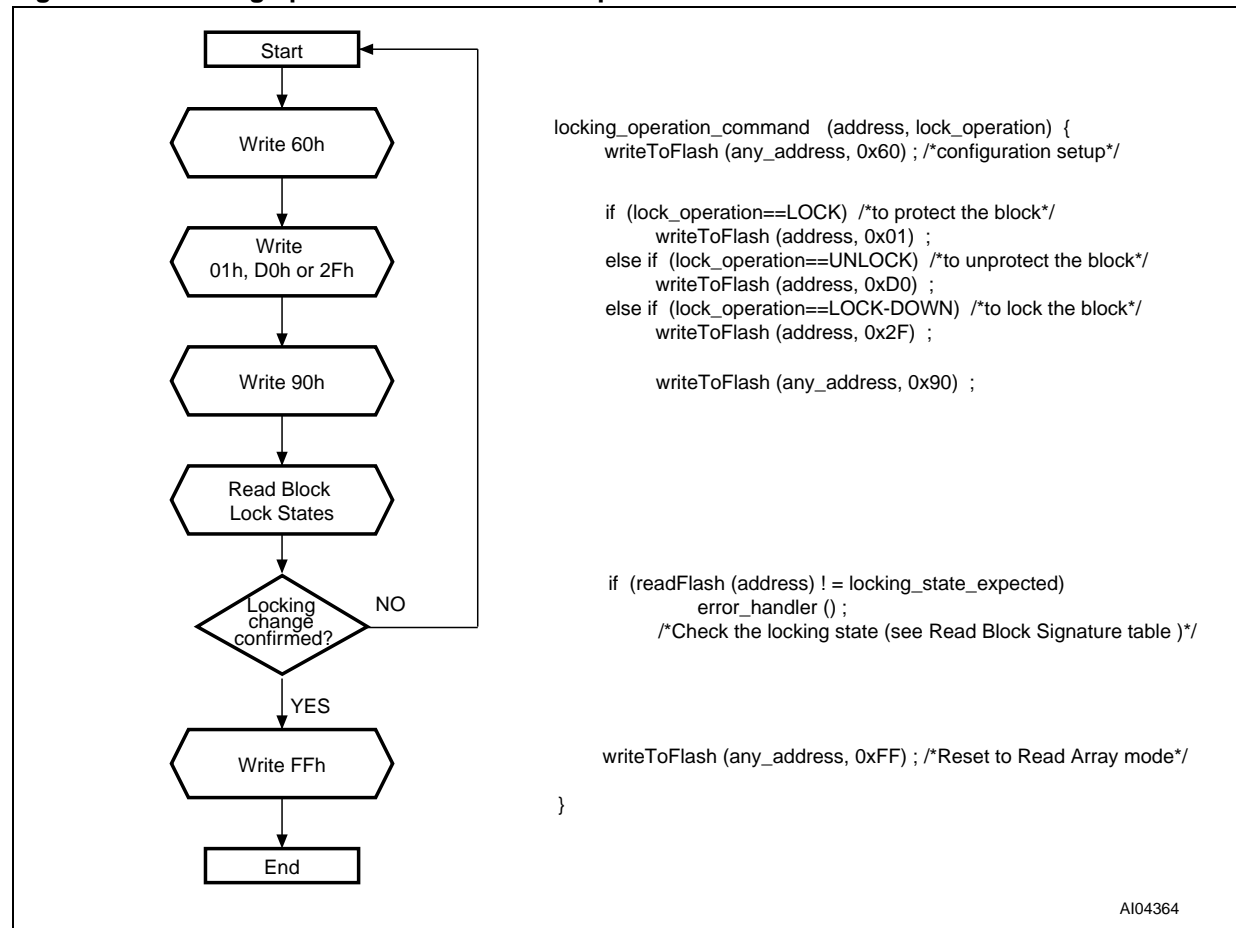 Start
Write 60h
Write
01h, D0h or 2Fh
Write 90h
Read Block
Lock States
Locking
change
confirmed?
NO
YES
Write FFh
End
locking_operation_command (address, lock_operation) {
writeToFlash (any_address, 0x60) ; /*configuration setup*/
if (lock_operation==LOCK) /*to protect the block*/
writeToFlash (address, 0x01) ;
else if (lock_operation==UNLOCK) /*to unprotect the block*/
writeToFlash (address, 0xD0) ;
else if (lock_operation==LOCK-DOWN) /*to lock the block*/
writeToFlash (address, 0x2F) ;
writeToFlash (any_address, 0x90) ;
if (readFlash (address) ! = locking_state_expected)
error_handler () ;
/*Check the locking state (see Read Block Signature table )*/
writeToFlash (any_address, 0xFF) ; /*Reset to Read Array mode*/
}
AI04364